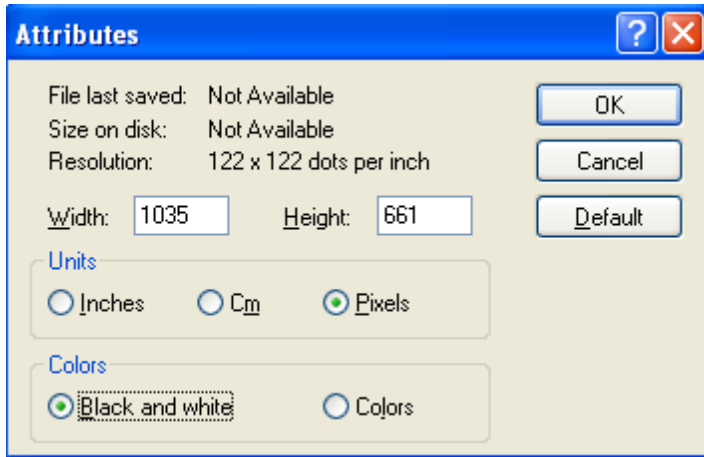 Attributes
?
File last saved: Not Available
OK
Size on disk: Not Available
Resolution: 122 x 122 dots per inch
Cancel
Width: 1035 Height: 661
Default
Units
Inches Cm Pixels
Colors
Black and white Colors